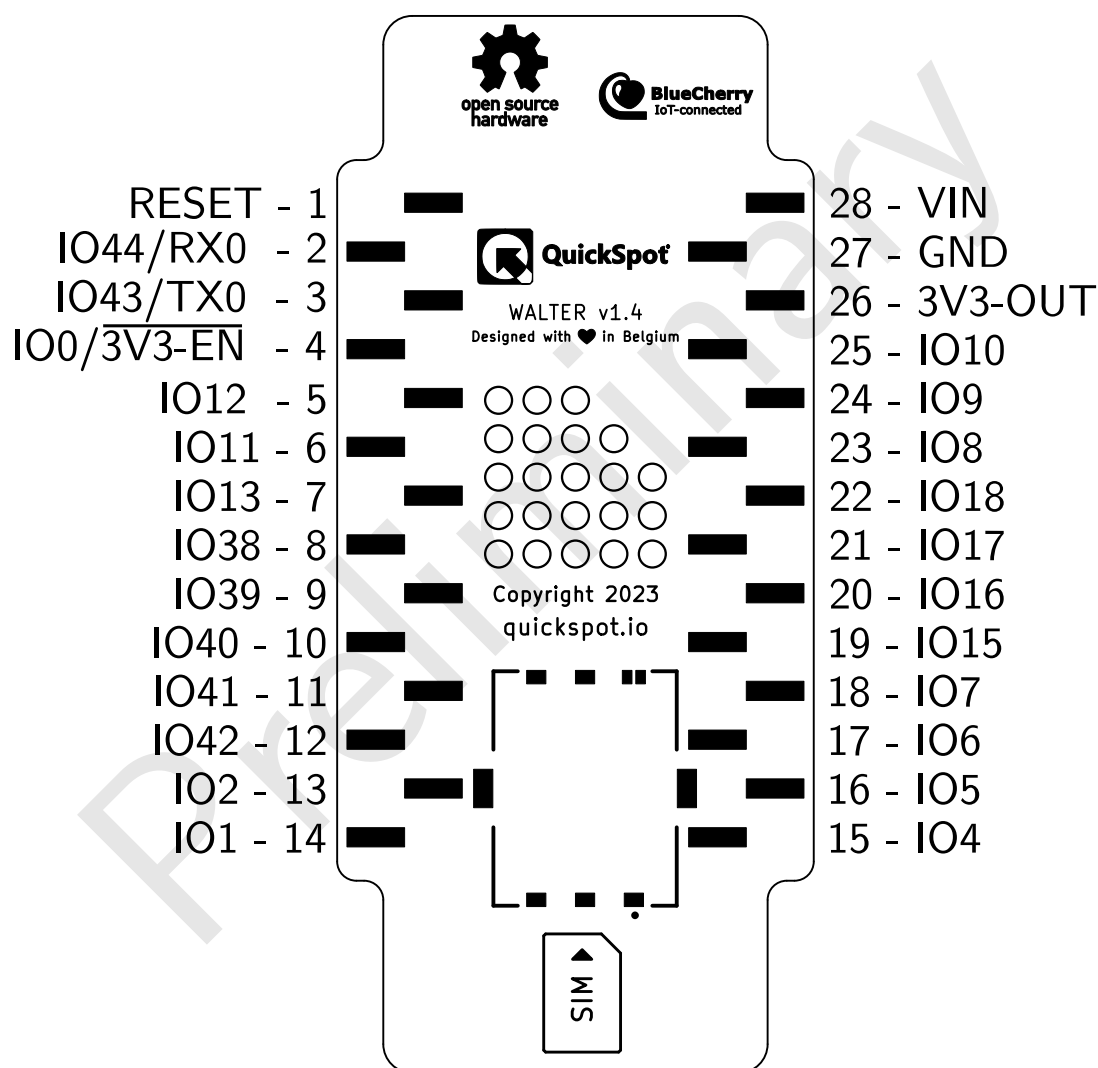 open source
hardware
BlueCherry
IoT-connected
RESET - 1
IO44/RX0 - 2
IO43/TX0 - 3
IO0/3V3-EN - 4
IO12 - 5
IO11 - 6
IO13 - 7
IO38 - 8
IO39 - 9
IO40 - 10
IO41 - 11
IO42 - 12
IO2 - 13
IO1 - 14
QuickSpot
WALTER v1.4
Designed with ♥ in Belgium
Copyright 2023
quickspot.io
SIM
28 - VIN
27 - GND
26 - 3V3-OUT
25 - IO10
24 - IO9
23 - IO8
22 - IO18
21 - IO17
20 - IO16
19 - IO15
18 - IO7
17 - IO6
16 - IO5
15 - IO4
Preliminary